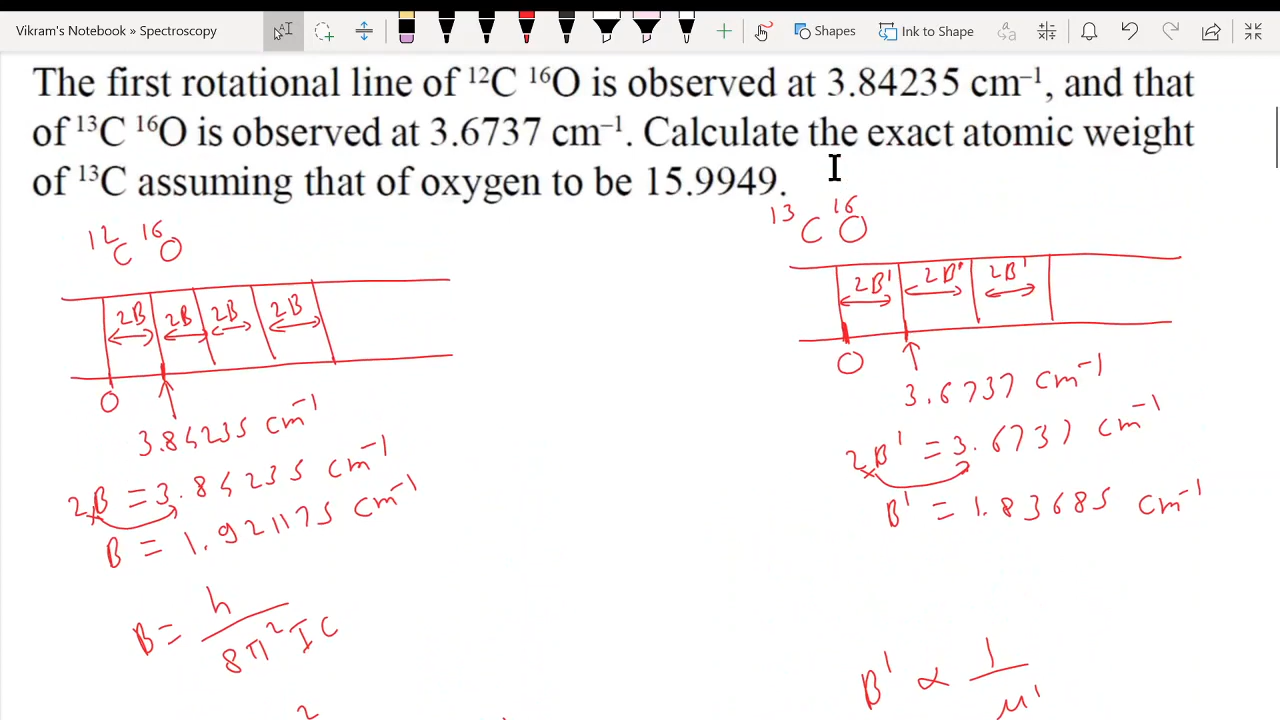 Vikram's Notebook » Spectroscopy
Shapes
Ink to Shape
The first rotational line of ¹²C ¹⁶O is observed at 3.84235 cm⁻¹, and that
of ¹³C ¹⁶O is observed at 3.6737 cm⁻¹. Calculate the exact atomic weight
of ¹³C assuming that of oxygen to be 15.9949.
¹²C ¹⁶O
2B 2B 2B 2B
0
3.84235 cm⁻¹
2B = 3.84235 cm⁻¹
B = 1.921175 cm⁻¹
B = h / 8π²IC
2
¹³C ¹⁶O
2B' 2B' 2B'
0
3.6737 cm⁻¹
2B' = 3.6737 cm⁻¹
B' = 1.83685 cm⁻¹
B' ∝ 1 / μ'